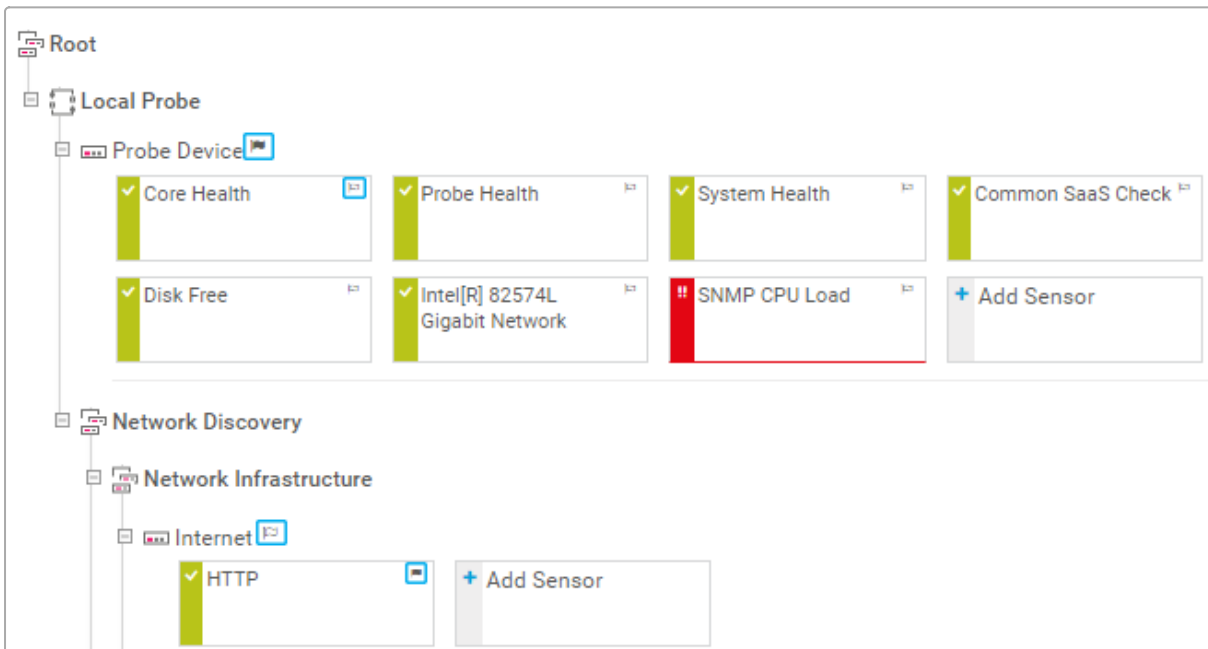 Root
Local Probe
Probe Device
Core Health
Probe Health
System Health
Common SaaS Check
Disk Free
Intel[R] 82574L
Gigabit Network
SNMP CPU Load
Add Sensor
Network Discovery
Network Infrastructure
Internet
HTTP
Add Sensor